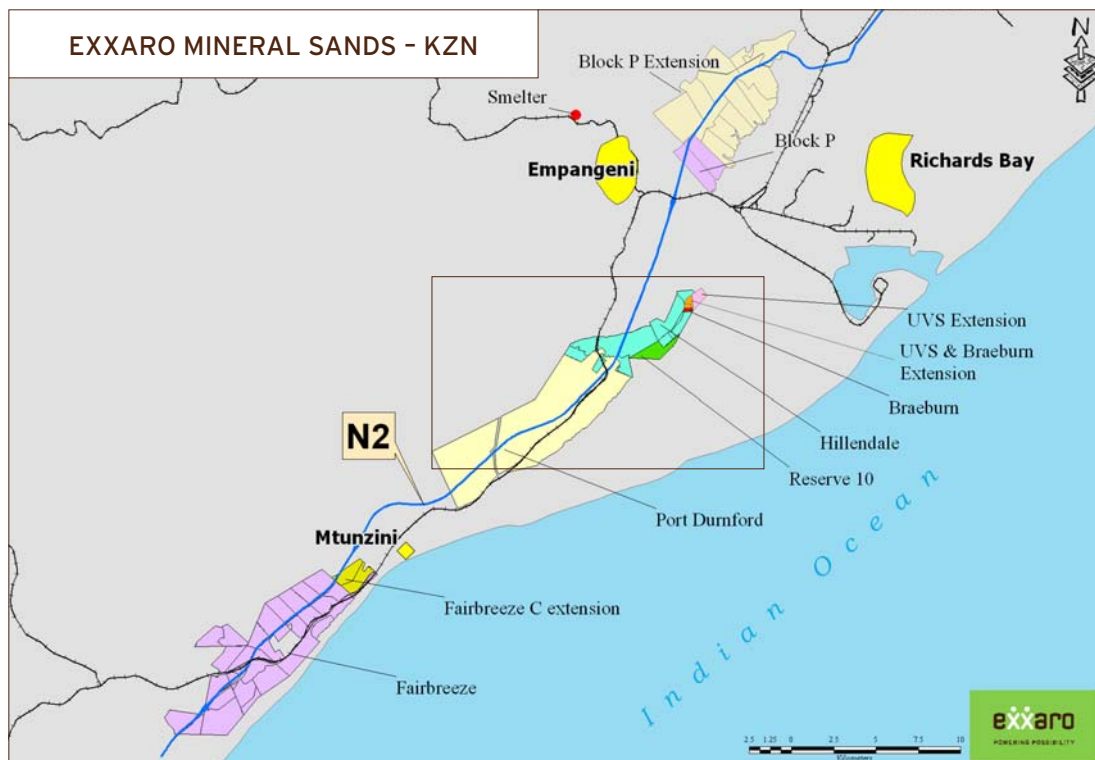 EXXARO MINERAL SANDS – KZN
N
Block P Extension
Smelter
Block P
Empangeni
Richards Bay
UVS Extension
UVS & Braeburn
Extension
Braeburn
Hillendale
N2
Reserve 10
Port Durnford
Mtunzini
Fairbreeze C extension
Fairbreeze
Indian Ocean
exxaro
POWERING POSSIBILITY
2.5 1.25 0 2.5 5 7.5 10
Kilometers